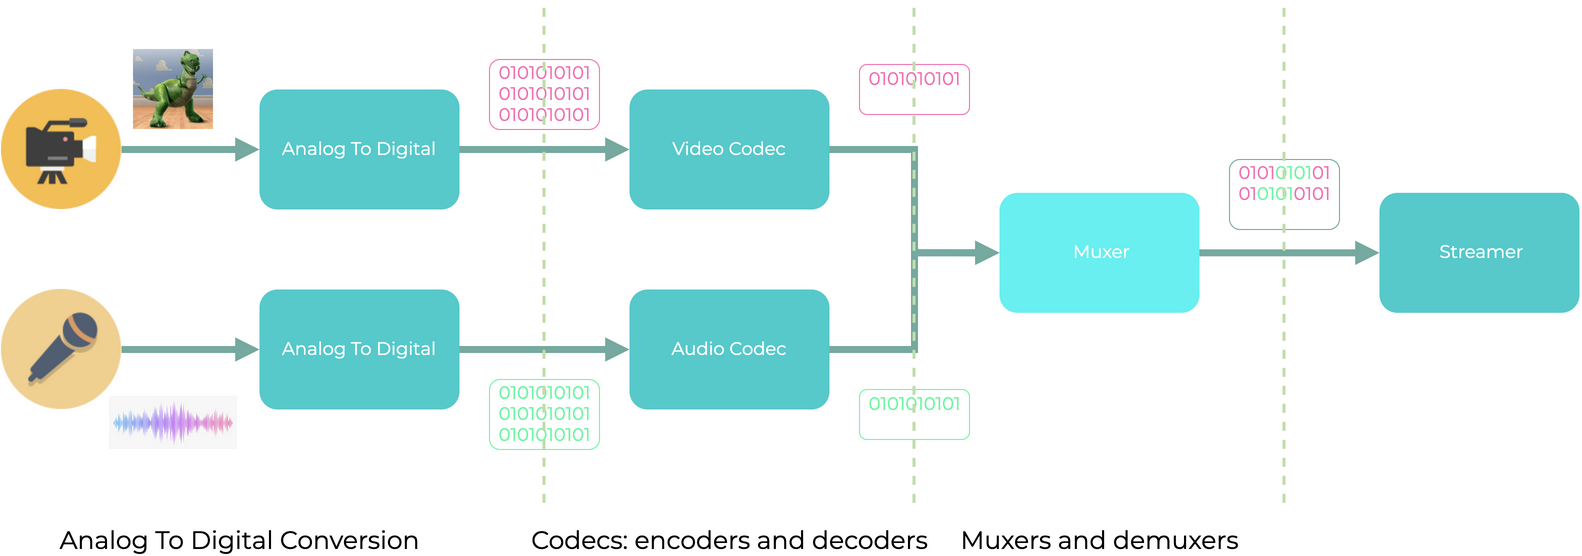 0101010101
0101010101
0101010101
Analog To Digital
Video Codec
0101010101
Analog To Digital
Audio Codec
0101010101
0101010101
0101010101
0101010101
Muxer
0101010101
0101010101
Streamer
Analog To Digital Conversion
Codecs: encoders and decoders
Muxers and demuxers